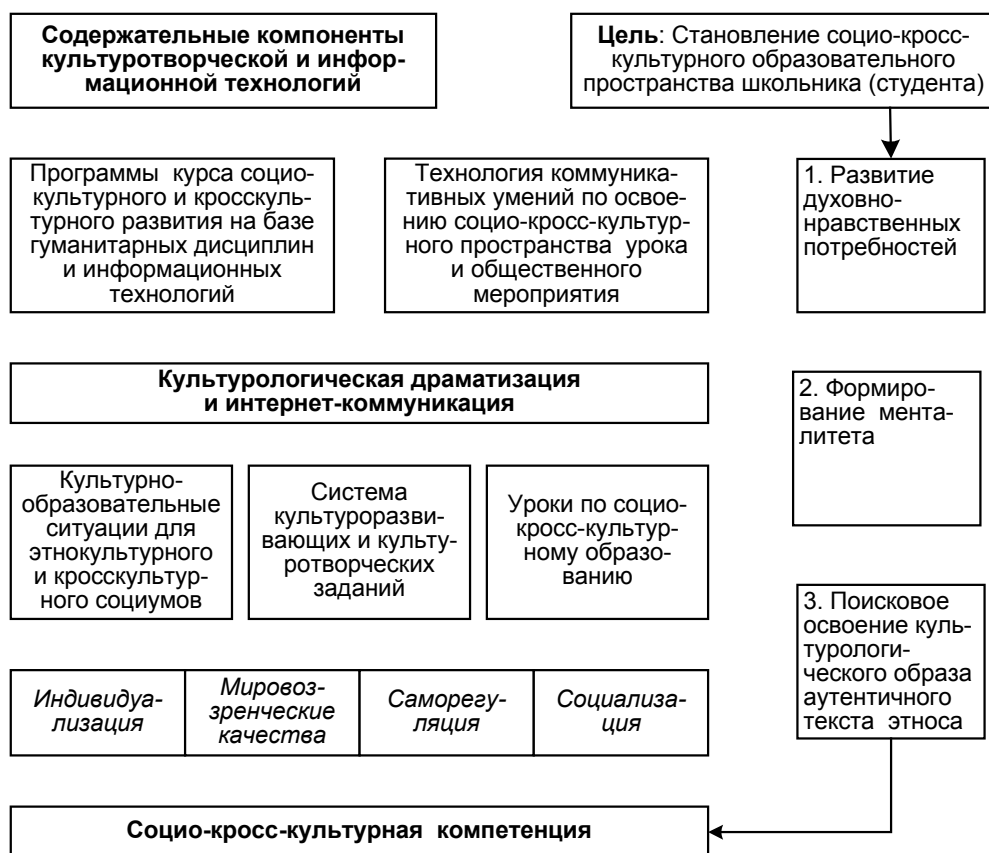 Содержательные компоненты
культуротворческой и инфор-
мационной технологий
Цель: Становление социо-кросс-
культурного образовательного
пространства школьника (студента)
Программы курса социо-
культурного и кросскуль-
турного развития на базе
гуманитарных дисциплин
и информационных
технологий
Технология коммуника-
тивных умений по освое-
нию социо-кросс-культур-
ного пространства урока
и общественного
мероприятия
1. Развитие
духовно-
нравственных
потребностей
Культурологическая драматизация
и интернет-коммуникация
2. Формиро-
вание мента-
литета
Культурно-
образовательные
ситуации для
этнокультурного
и кросскультур-
ного социумов
Система
культуроразви-
вающих и культу-
ротворческих
заданий
Уроки по социо-
кросс-культур-
ному образо-
ванию
3. Поисковое
освоение куль-
турологи-
ческого образа
аутентичного
текста этноса
Индивидуа-
лизация
Мировоз-
зренческие
качества
Саморегу-
ляция
Социализа-
ция
Социо-кросс-культурная компетенция